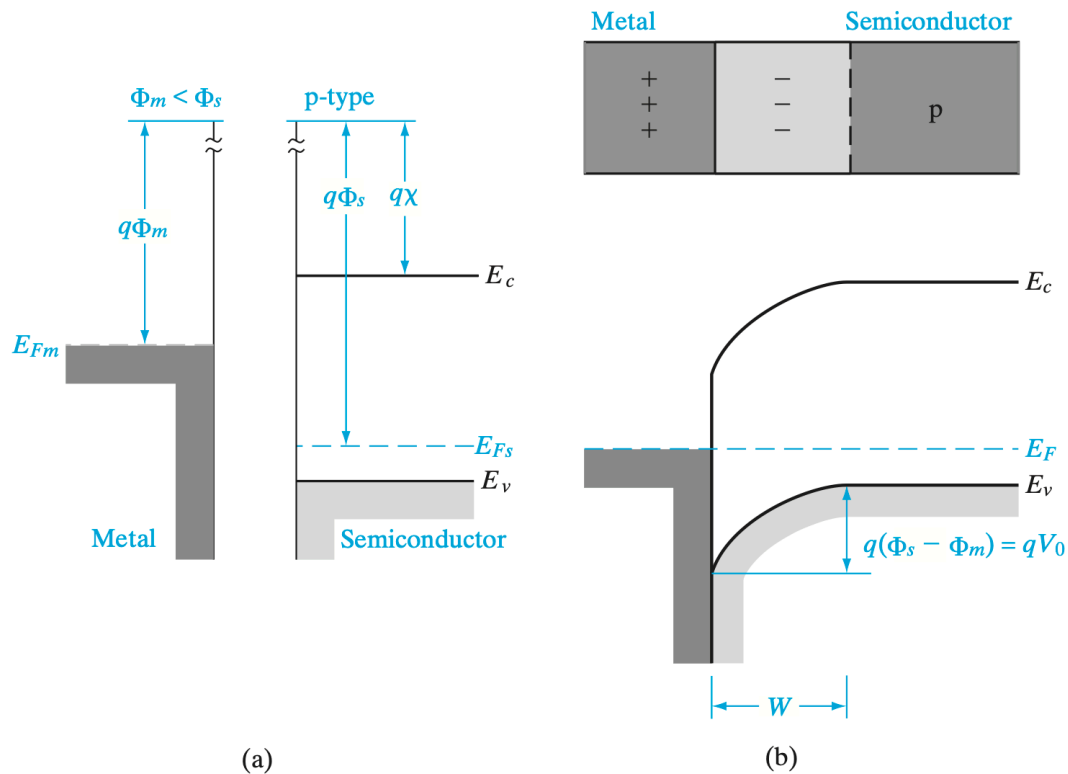 Metal
Semiconductor
Φm < Φs
p-type
+
+
+
−
−
−
p
qΦm
qΦs
qχ
Ec
EFm
EFs
Ev
Metal
Semiconductor
Ec
EF
Ev
q(Φs − Φm) = qV0
W
(a)
(b)